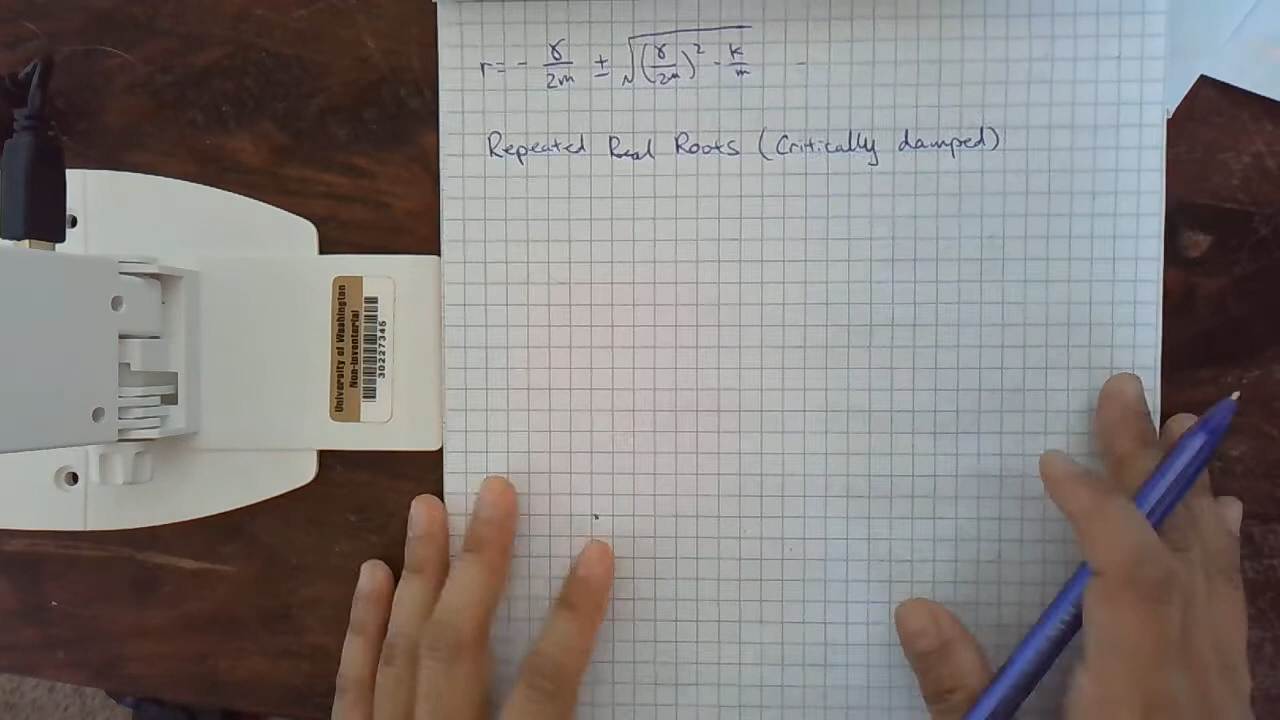 r = - γ/2m ± √((γ/2m)² - k/m) -
Repeated Real Roots (Critically damped)
University of Washington
Non-Inventorial
30227345